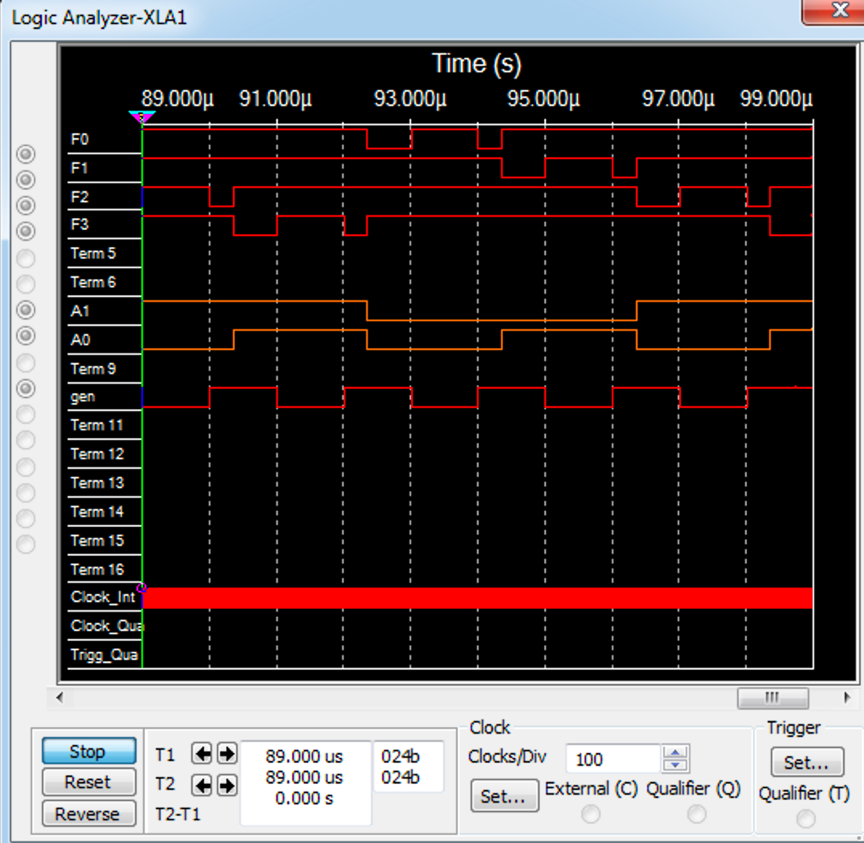 Logic Analyzer-XLA1
Time (s)
89.000µ 91.000µ 93.000µ 95.000µ 97.000µ 99.000µ
F0
F1
F2
F3
Term 5
Term 6
A1
A0
Term 9
gen
Term 11
Term 12
Term 13
Term 14
Term 15
Term 16
Clock_Int
Clock_Qua
Trigg_Qua
Stop
Reset
Reverse
T1 89.000 us 024b
T2 89.000 us 024b
T2-T1 0.000 s
Clock
Clocks/Div 100
Set...
External (C) Qualifier (Q)
Trigger
Set...
Qualifier (T)